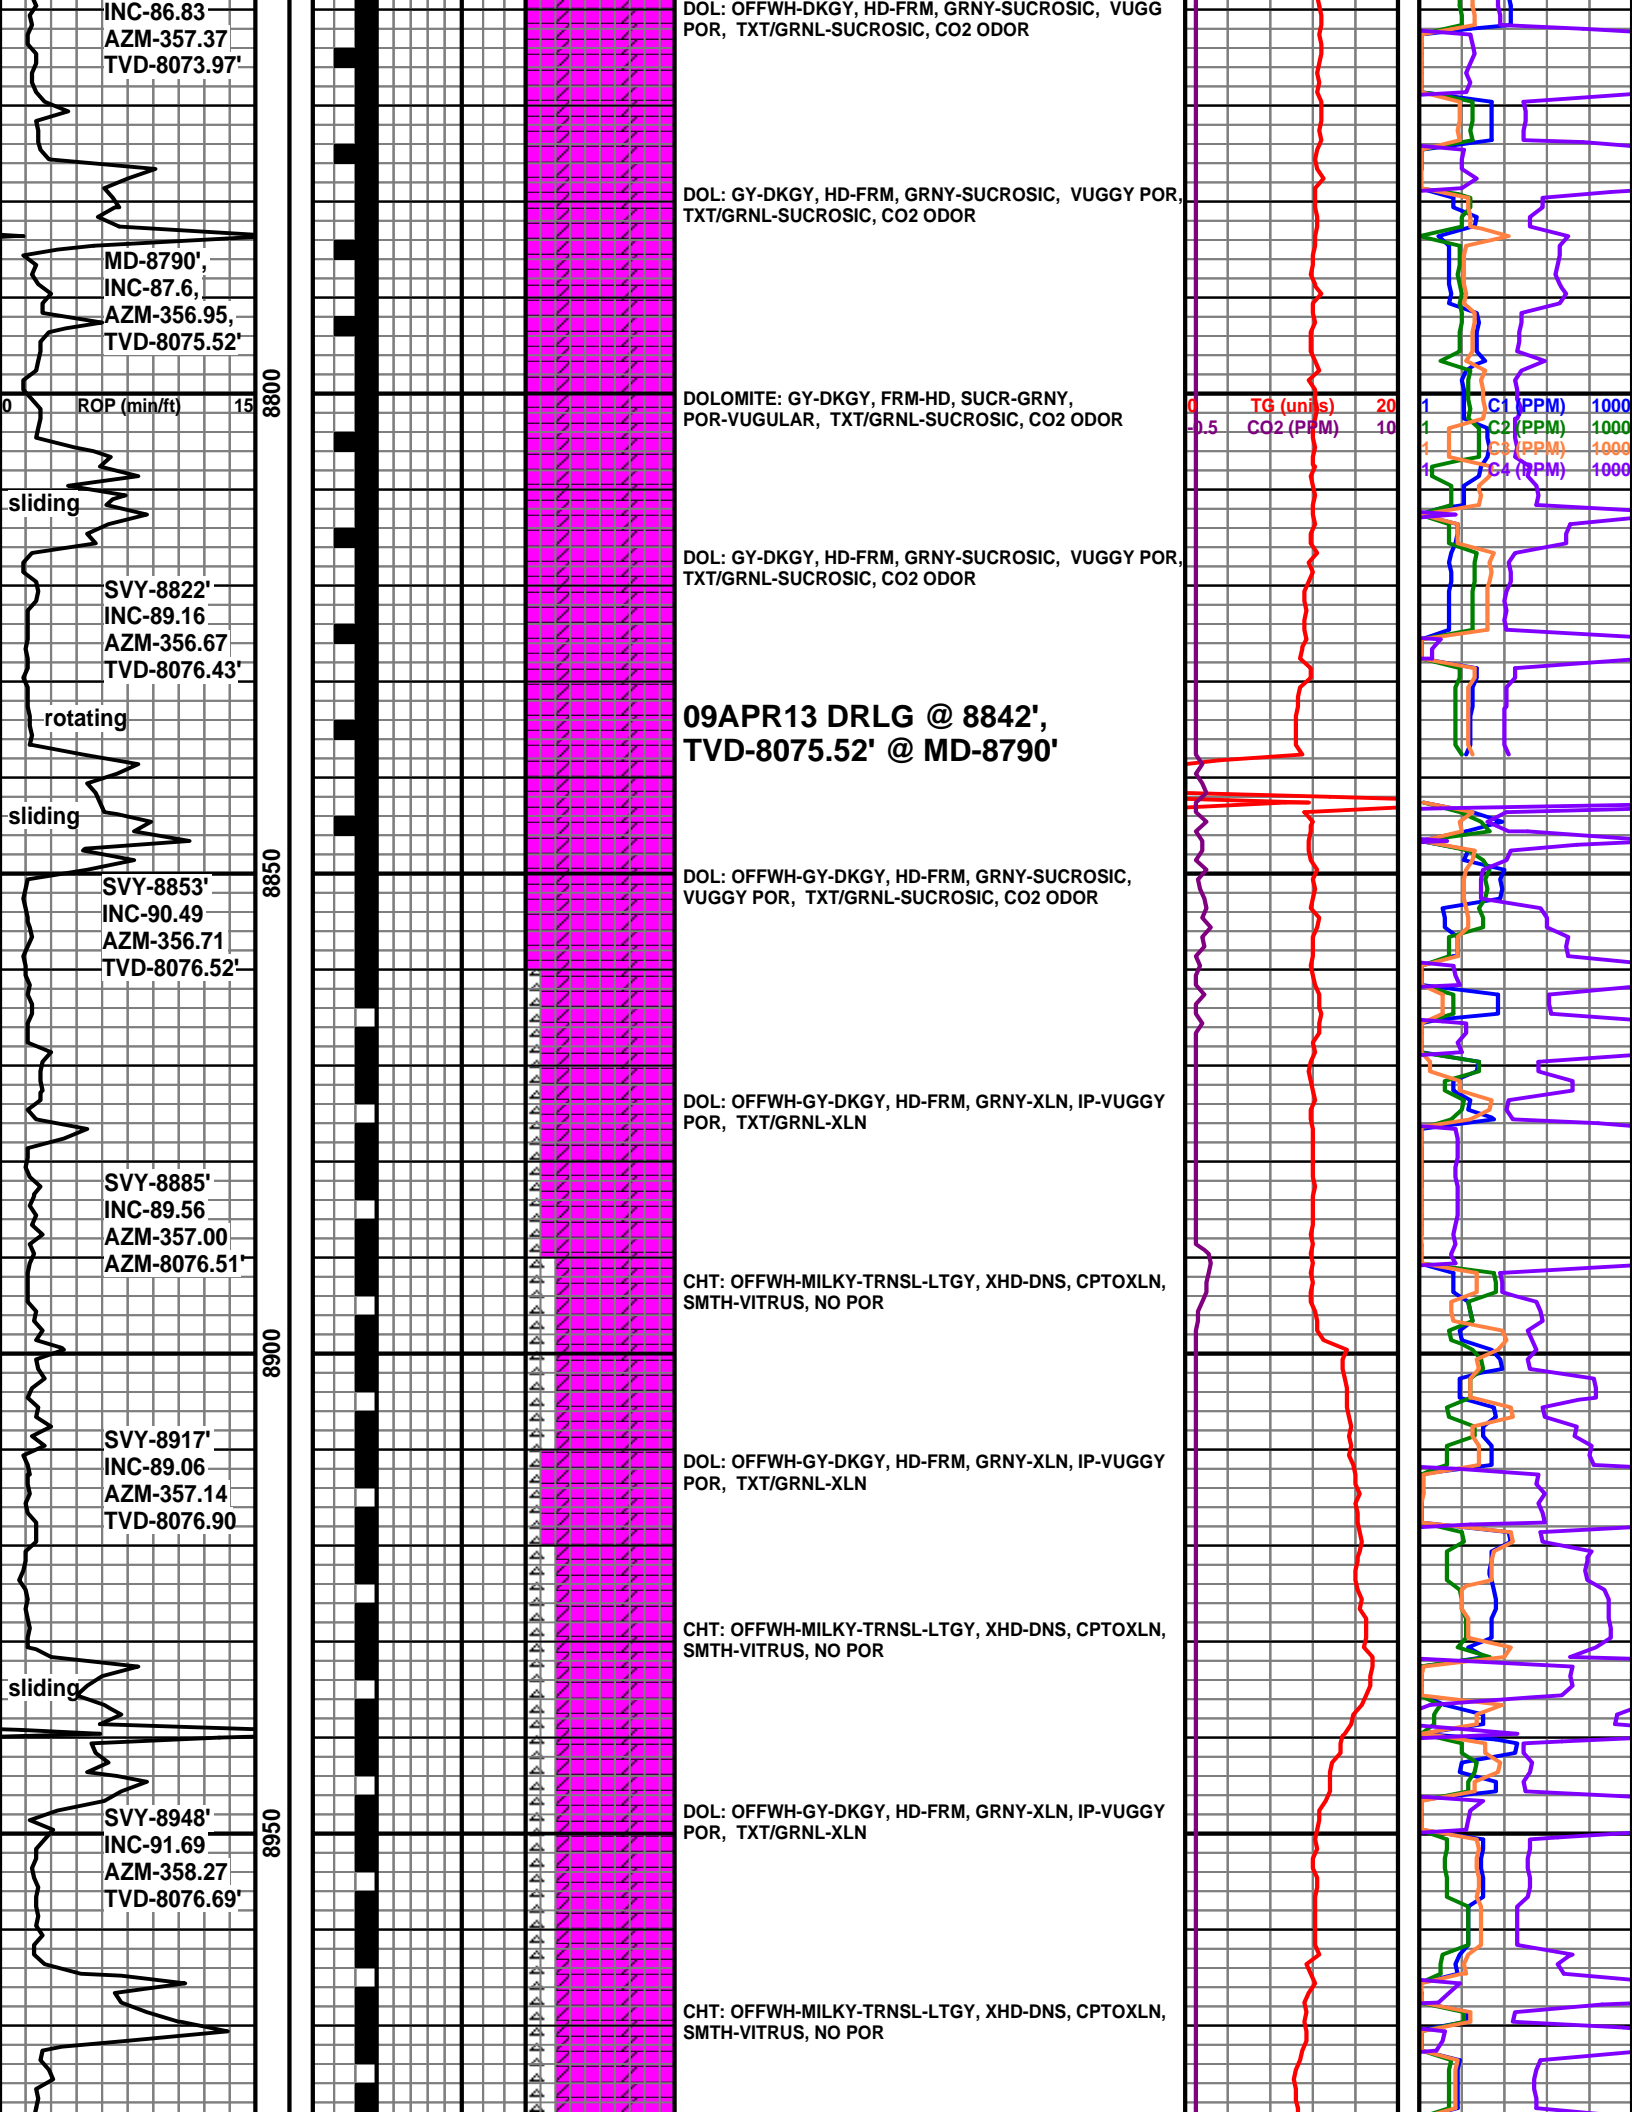 INC-86.83
AZM-357.37
TVD-8073.97'
DOL: OFFWH-DKGY, HD-FRM, GRNY-SUCROSIC, VUGG
POR, TXT/GRNL-SUCROSIC, CO2 ODOR
DOL: GY-DKGY, HD-FRM, GRNY-SUCROSIC, VUGGY POR,
TXT/GRNL-SUCROSIC, CO2 ODOR
MD-8790',
INC-87.6,
AZM-356.95,
TVD-8075.52'
0 ROP (min/ft) 15
8800
DOLOMITE: GY-DKGY, FRM-HD, SUCR-GRNY,
POR-VUGULAR, TXT/GRNL-SUCROSIC, CO2 ODOR
0 TG (units) 20
-0.5 CO2 (PPM) 10
1 C1 (PPM) 1000
1 C2 (PPM) 1000
1 C3 (PPM) 1000
1 C4 (PPM) 1000
sliding
DOL: GY-DKGY, HD-FRM, GRNY-SUCROSIC, VUGGY POR,
TXT/GRNL-SUCROSIC, CO2 ODOR
SVY-8822'
INC-89.16
AZM-356.67
TVD-8076.43'
rotating
09APR13 DRLG @ 8842',
TVD-8075.52' @ MD-8790'
sliding
8850
SVY-8853'
INC-90.49
AZM-356.71
TVD-8076.52'
DOL: OFFWH-GY-DKGY, HD-FRM, GRNY-SUCROSIC,
VUGGY POR, TXT/GRNL-SUCROSIC, CO2 ODOR
DOL: OFFWH-GY-DKGY, HD-FRM, GRNY-XLN, IP-VUGGY
POR, TXT/GRNL-XLN
SVY-8885'
INC-89.56
AZM-357.00
AZM-8076.51'
CHT: OFFWH-MILKY-TRNSL-LTGY, XHD-DNS, CPTOXLN,
SMTH-VITRUS, NO POR
8900
SVY-8917'
INC-89.06
AZM-357.14
TVD-8076.90
DOL: OFFWH-GY-DKGY, HD-FRM, GRNY-XLN, IP-VUGGY
POR, TXT/GRNL-XLN
CHT: OFFWH-MILKY-TRNSL-LTGY, XHD-DNS, CPTOXLN,
SMTH-VITRUS, NO POR
sliding
8950
SVY-8948'
INC-91.69
AZM-358.27
TVD-8076.69'
DOL: OFFWH-GY-DKGY, HD-FRM, GRNY-XLN, IP-VUGGY
POR, TXT/GRNL-XLN
CHT: OFFWH-MILKY-TRNSL-LTGY, XHD-DNS, CPTOXLN,
SMTH-VITRUS, NO POR